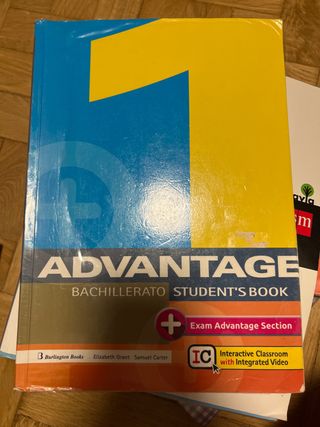 1
ADVANTAGE
BACHILLERATO STUDENT'S BOOK
+ Exam Advantage Section
B Burlington Books Elizabeth Grant Samuel Carter
IC Interactive Classroom
with Integrated Video